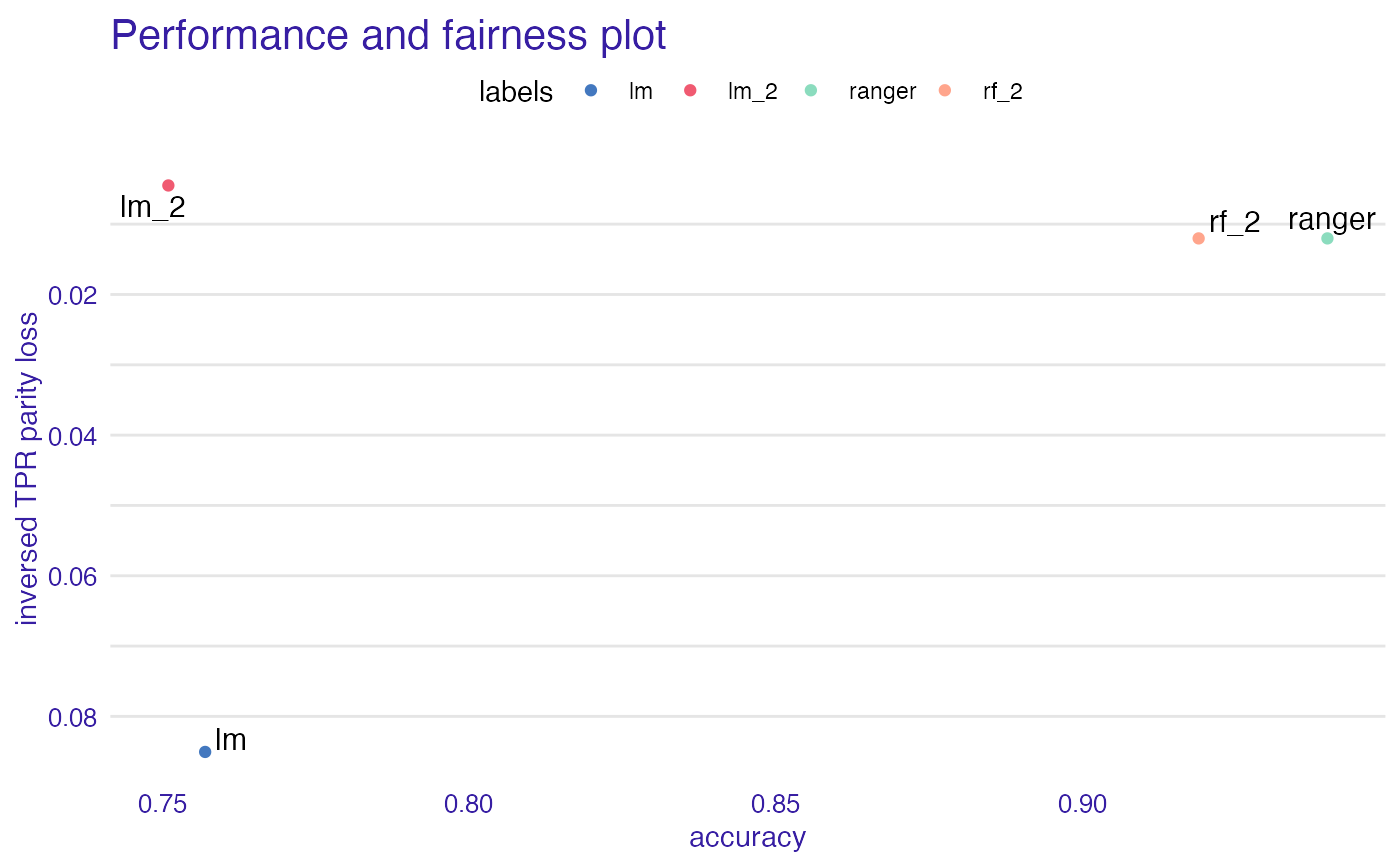 Performance and fairness plot
labels lm lm_2 ranger rf_2
lm_2
rf_2 ranger
0.02
0.04
0.06
0.08
inversed TPR parity loss
lm
0.75 0.80 0.85 0.90
accuracy